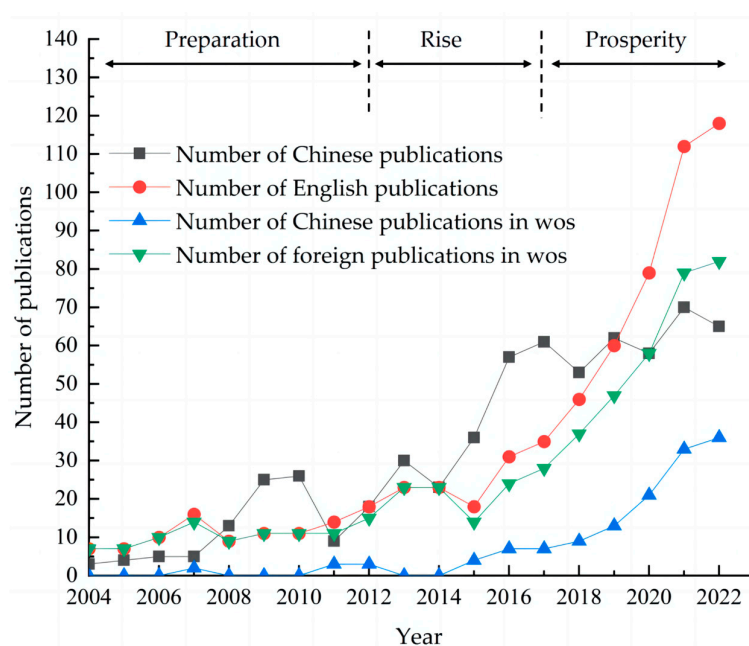 Preparation
Rise
Prosperity
Number of Chinese publications
Number of English publications
Number of Chinese publications in wos
Number of foreign publications in wos
Number of publications
140
130
120
110
100
90
80
70
60
50
40
30
20
10
0
2004 2006 2008 2010 2012 2014 2016 2018 2020 2022
Year